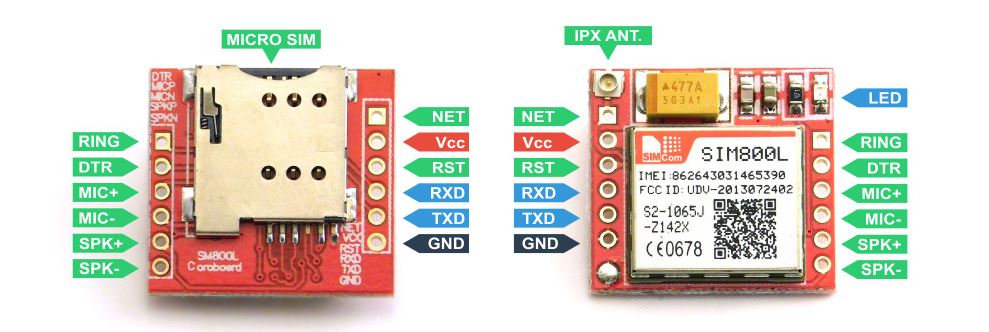 MICRO SIM
DTR
MICP
MICN
SPKP
SPKN
RING
DTR
MIC+
MIC-
SPK+
SPK-
NET
Vcc
RST
RXD
TXD
GND
NET
VCC
RST
RXD
TXD
GND
SM800L
Coreboard
IPX ANT.
477A
5G3A1
LED
NET
Vcc
RST
RXD
TXD
GND
SIMCom
SIM800L
IMEI:862643031465390
FCC ID: UDV-2013072402
S2-1065J
-Z142X
CE0678
RING
DTR
MIC+
MIC-
SPK+
SPK-